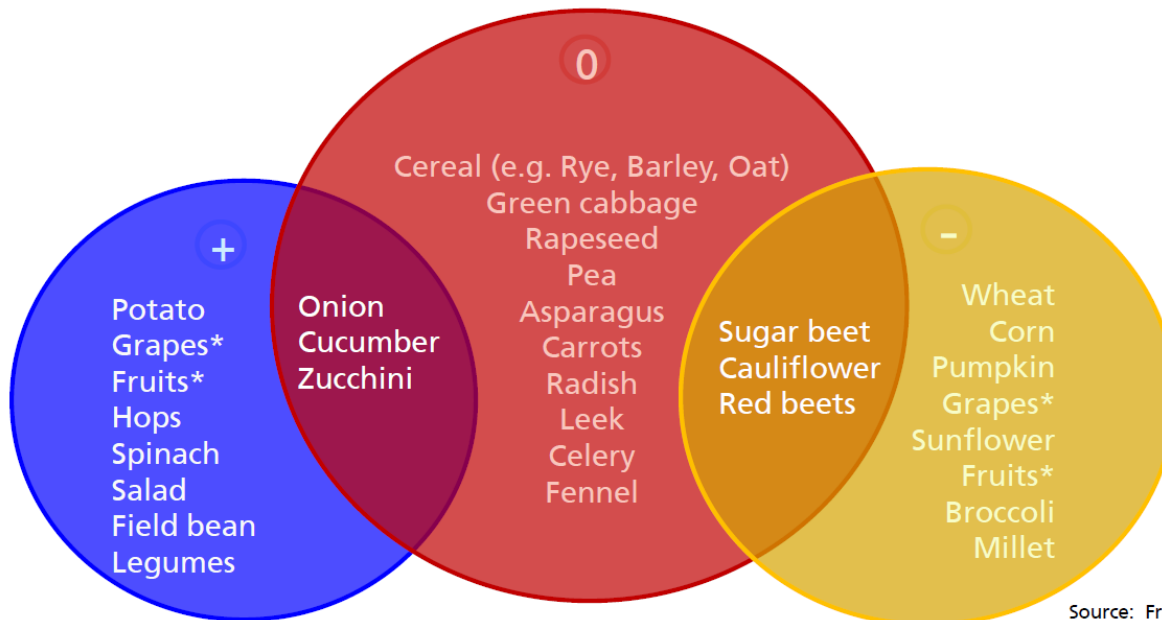 0
Cereal (e.g. Rye, Barley, Oat)
Green cabbage
Rapeseed
Pea
Asparagus
Carrots
Radish
Leek
Celery
Fennel
+
Potato
Grapes*
Fruits*
Hops
Spinach
Salad
Field bean
Legumes
Onion
Cucumber
Zucchini
Sugar beet
Cauliflower
Red beets
-
Wheat
Corn
Pumpkin
Grapes*
Sunflower
Fruits*
Broccoli
Millet
Source: Fr